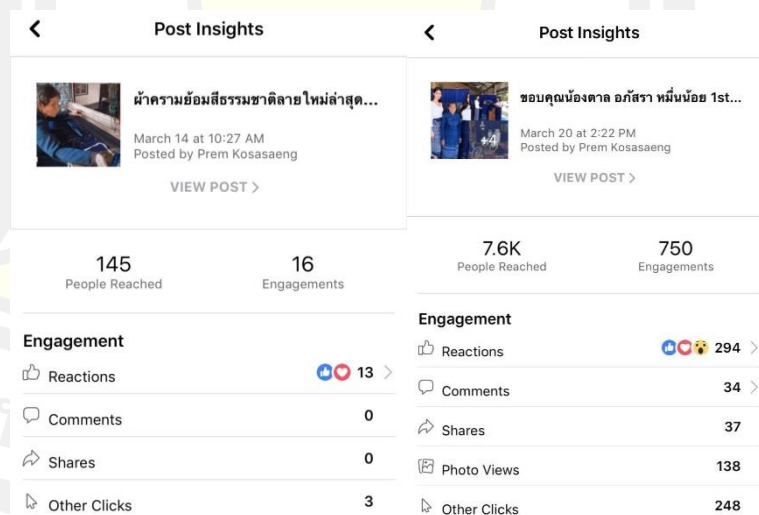 Post Insights
ผ้าครามย้อมสีธรรมชาติลายใหม่ล่าสุด...
March 14 at 10:27 AM
Posted by Prem Kosasaeng
VIEW POST >
145
People Reached
16
Engagements
Engagement
Reactions
13
Comments
0
Shares
0
Other Clicks
3
Post Insights
ขอบคุณน้องตาล อภัสรา หมื่นน้อย 1st...
+4
March 20 at 2:22 PM
Posted by Prem Kosasaeng
VIEW POST >
7.6K
People Reached
750
Engagements
Engagement
Reactions
294
Comments
34
Shares
37
Photo Views
138
Other Clicks
248